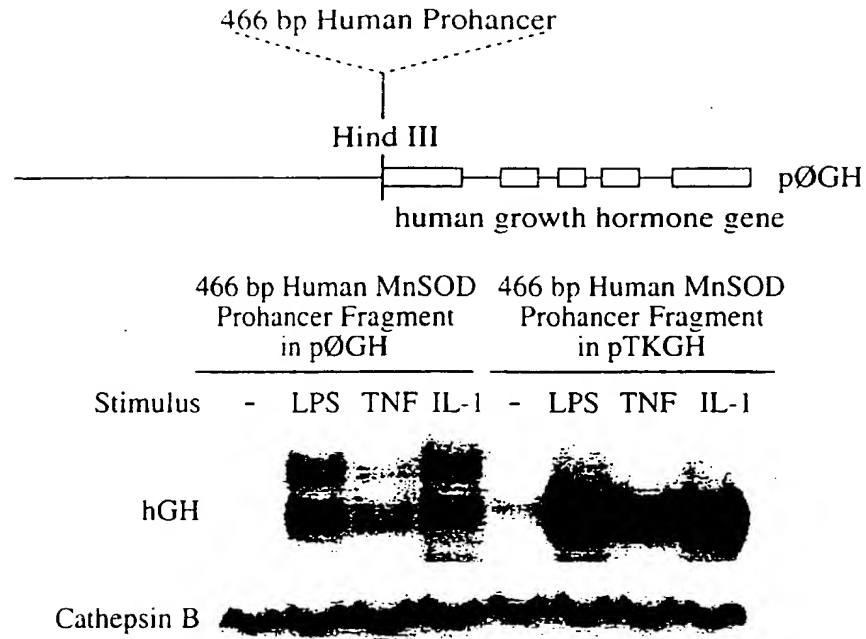 466 bp Human Prohancer
Hind III
pØGH
human growth hormone gene
466 bp Human MnSOD
Prohancer Fragment
in pØGH
466 bp Human MnSOD
Prohancer Fragment
in pTKGH
Stimulus - LPS TNF IL-1 - LPS TNF IL-1
hGH
Cathepsin B